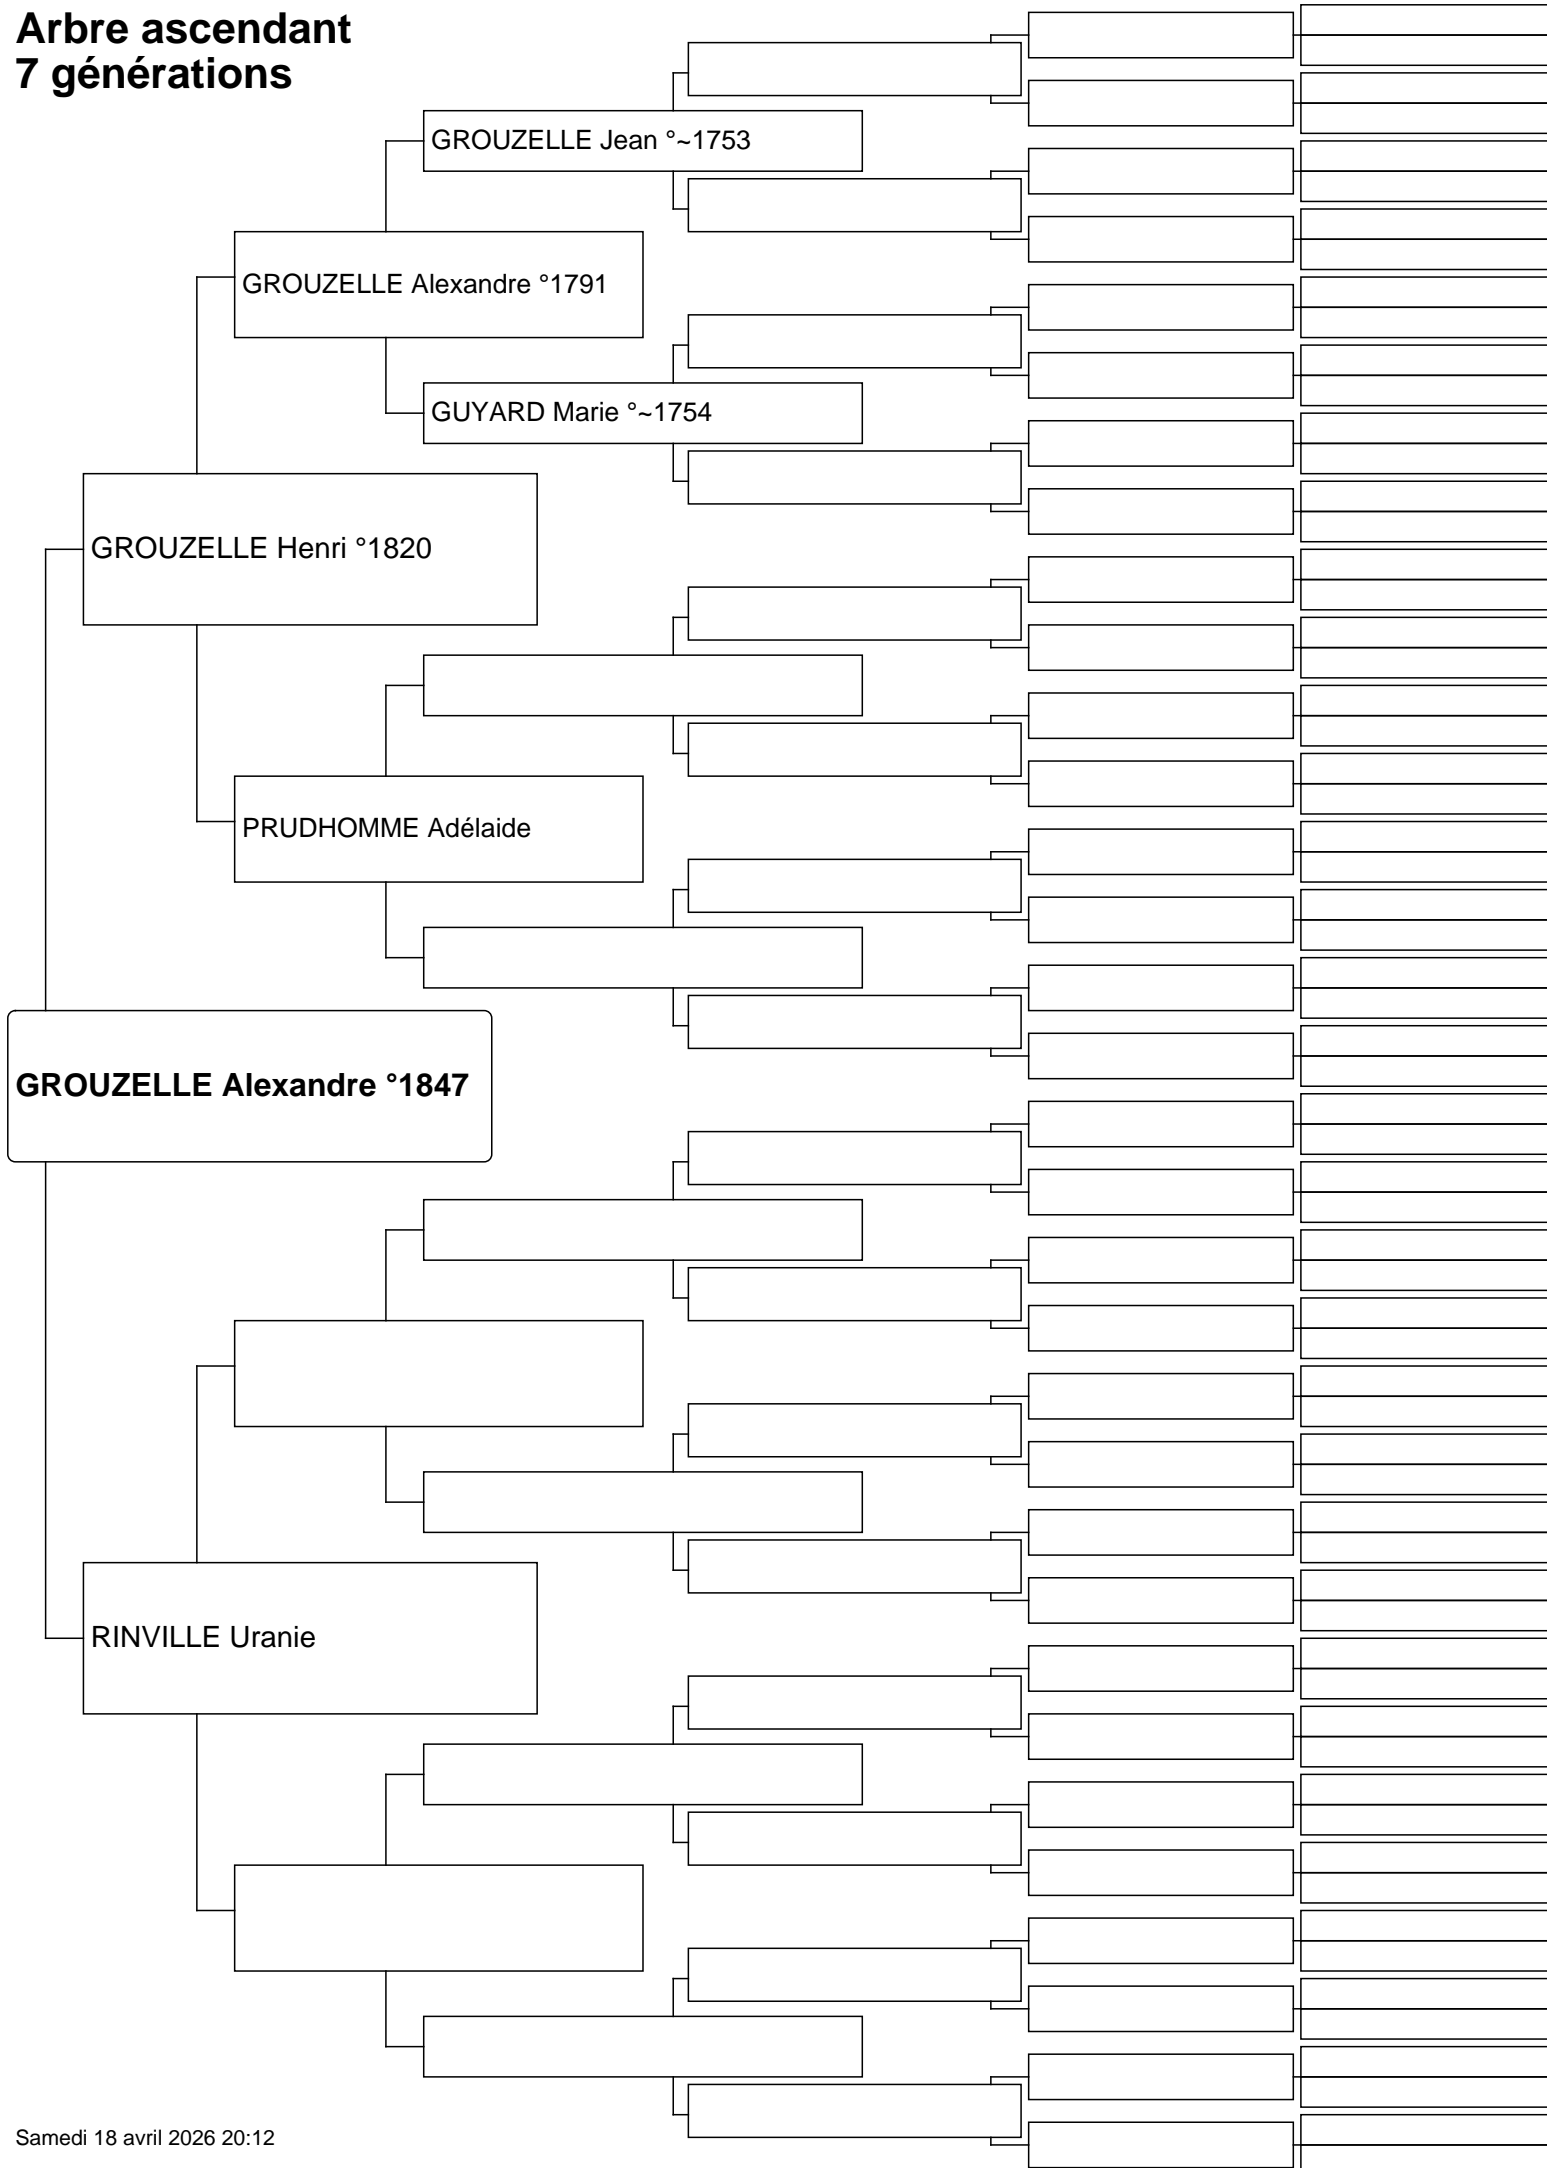 Arbre ascendant
7 générations
GROUZELLE Jean °~1753
GROUZELLE Alexandre °1791
GUYARD Marie °~1754
GROUZELLE Henri °1820
PRUDHOMME Adélaide
GROUZELLE Alexandre °1847
RINVILLE Uranie
Samedi 18 avril 2026 20:12